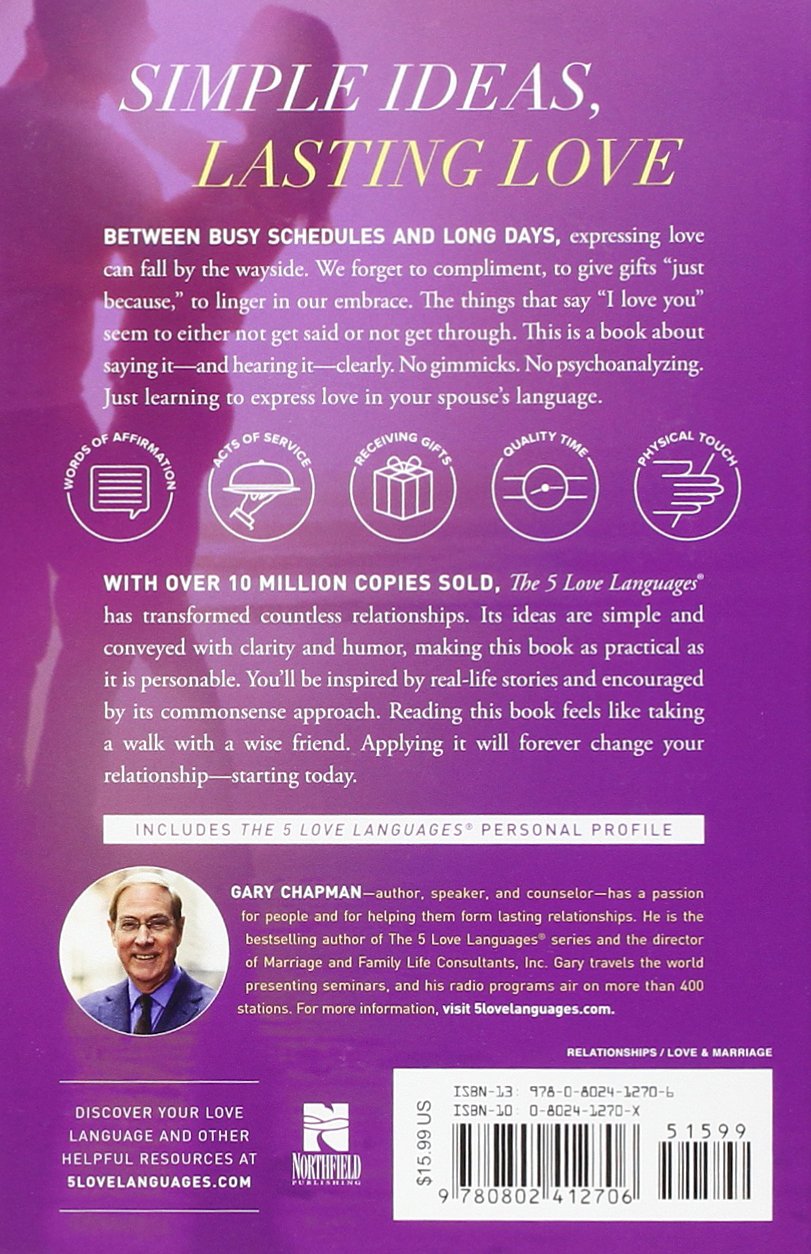 SIMPLE IDEAS,
LASTING LOVE
BETWEEN BUSY SCHEDULES AND LONG DAYS, expressing love
can fall by the wayside. We forget to compliment, to give gifts “just
because,” to linger in our embrace. The things that say “I love you”
seem to either not get said or not get through. This is a book about
saying it—and hearing it—clearly. No gimmicks. No psychoanalyzing.
Just learning to express love in your spouse’s language.
WORDS OF AFFIRMATION
ACTS OF SERVICE
RECEIVING GIFTS
QUALITY TIME
PHYSICAL TOUCH
WITH OVER 10 MILLION COPIES SOLD, The 5 Love Languages®
has transformed countless relationships. Its ideas are simple and
conveyed with clarity and humor, making this book as practical as
it is personable. You’ll be inspired by real-life stories and encouraged
by its commonsense approach. Reading this book feels like taking
a walk with a wise friend. Applying it will forever change your
relationship—starting today.
INCLUDES THE 5 LOVE LANGUAGES® PERSONAL PROFILE
GARY CHAPMAN—author, speaker, and counselor—has a passion
for people and for helping them form lasting relationships. He is the
bestselling author of The 5 Love Languages® series and the director
of Marriage and Family Life Consultants, Inc. Gary travels the world
presenting seminars, and his radio programs air on more than 400
stations. For more information, visit 5lovelanguages.com.
RELATIONSHIPS / LOVE & MARRIAGE
DISCOVER YOUR LOVE
LANGUAGE AND OTHER
HELPFUL RESOURCES AT
5LOVELANGUAGES.COM
NORTHFIELD
PUBLISHING
$15.99 US
ISBN-13: 978-0-8024-1270-6
ISBN-10: 0-8024-1270-X
51599
9 780802 412706